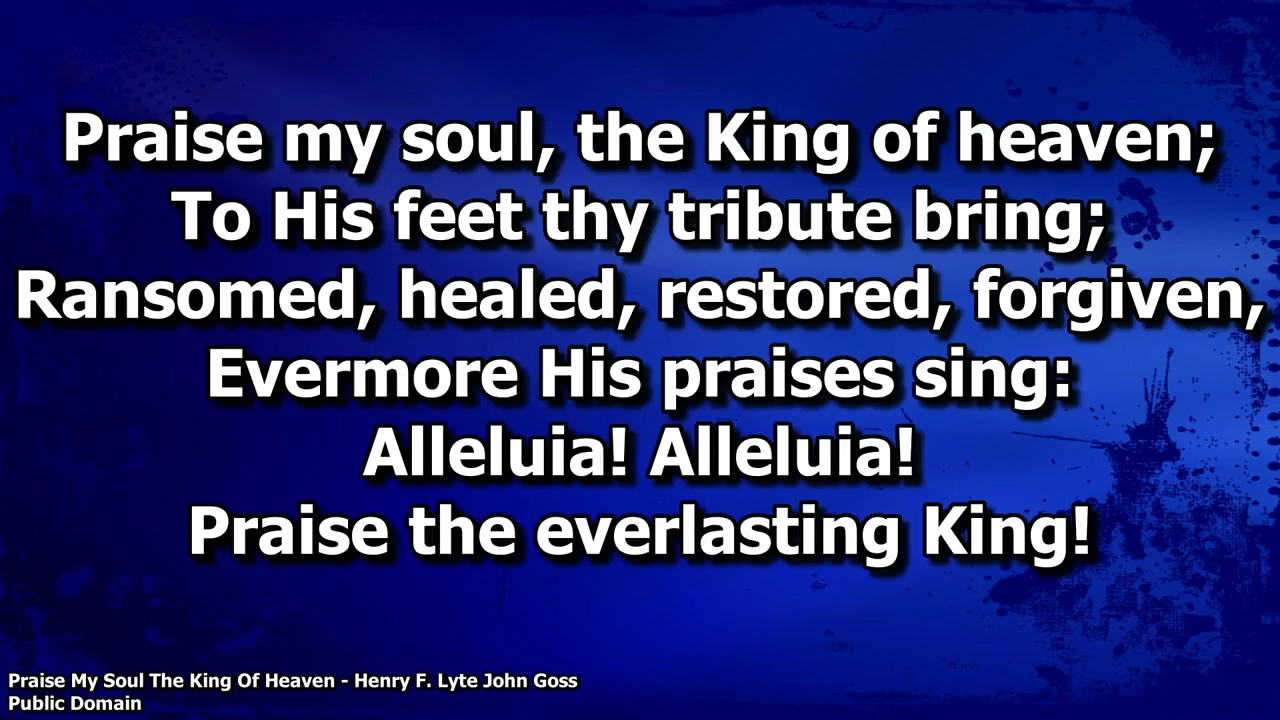 Praise my soul, the King of heaven;
To His feet thy tribute bring;
Ransomed, healed, restored, forgiven,
Evermore His praises sing:
Alleluia! Alleluia!
Praise the everlasting King!
Praise My Soul The King Of Heaven - Henry F. Lyte John Goss
Public Domain